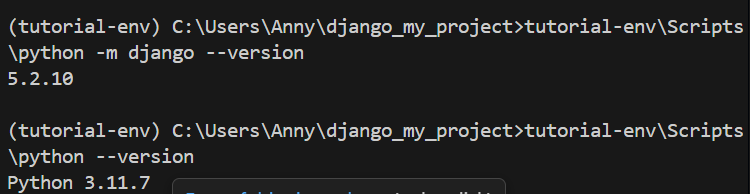 (tutorial-env) C:\Users\Anny\django_my_project>tutorial-env\Scripts
\python -m django --version
5.2.10
(tutorial-env) C:\Users\Anny\django_my_project>tutorial-env\Scripts
\python --version
Python 3.11.7